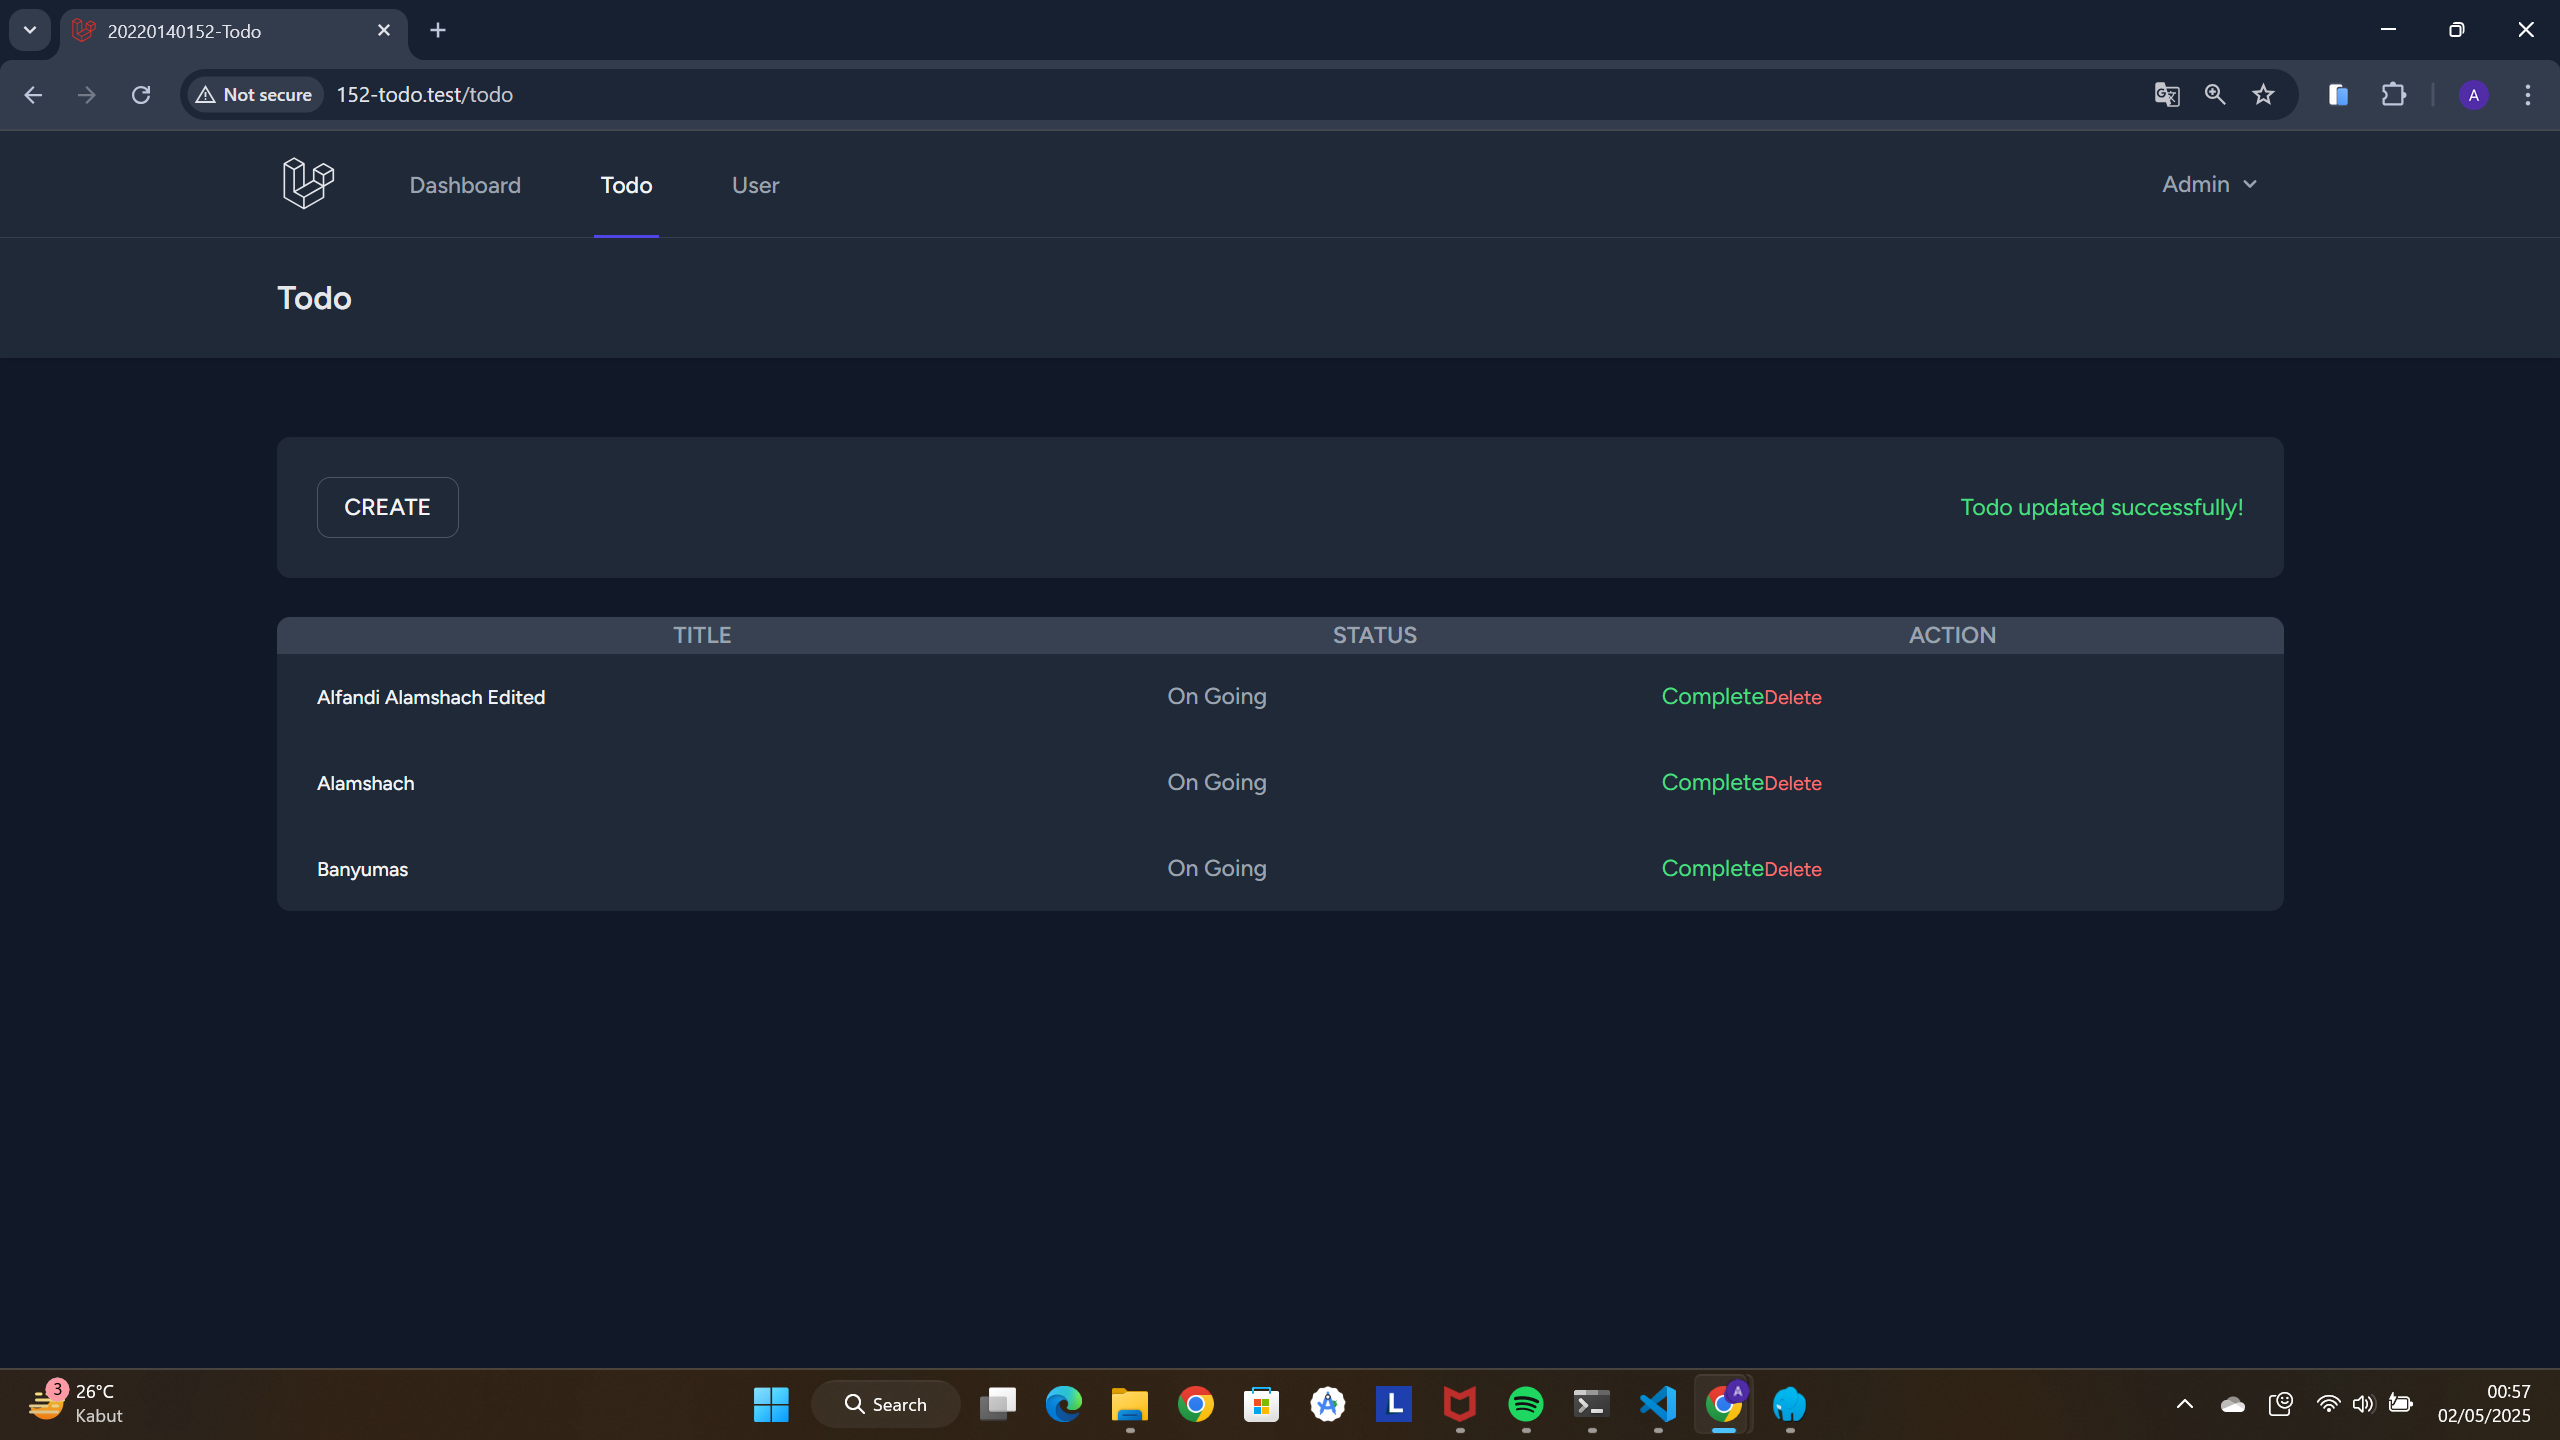 20220140152-Todo
Not secure 152-todo.test/todo
A
Dashboard Todo User Admin
Todo
CREATE Todo updated successfully!
TITLE STATUS ACTION
Alfandi Alamshach Edited On Going CompleteDelete
Alamshach On Going CompleteDelete
Banyumas On Going CompleteDelete
3 26°C
Kabut
Search
L
A
00:57
02/05/2025